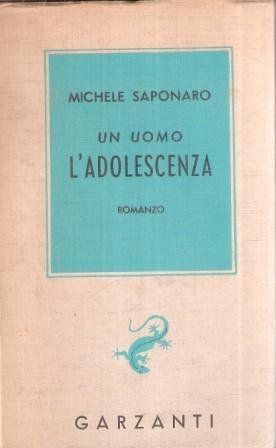 MICHELE SAPONARO
UN UOMO
L'ADOLESCENZA
ROMANZO
GARZANTI